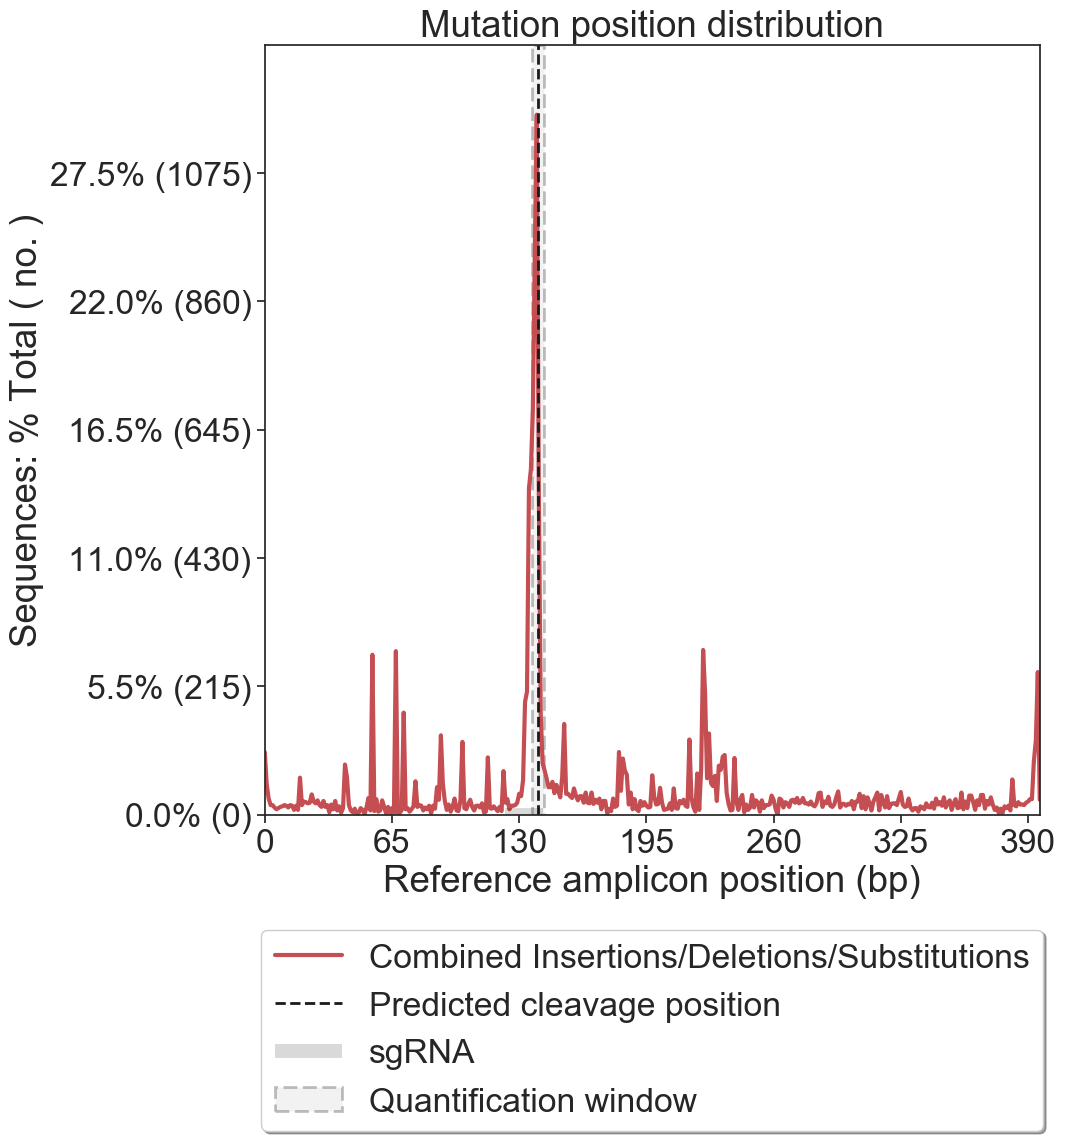 Mutation position distribution
Sequences: % Total ( no. )
27.5% (1075)
22.0% (860)
16.5% (645)
11.0% (430)
5.5% (215)
0.0% (0)
0 65 130 195 260 325 390
Reference amplicon position (bp)
Combined Insertions/Deletions/Substitutions
Predicted cleavage position
sgRNA
Quantification window